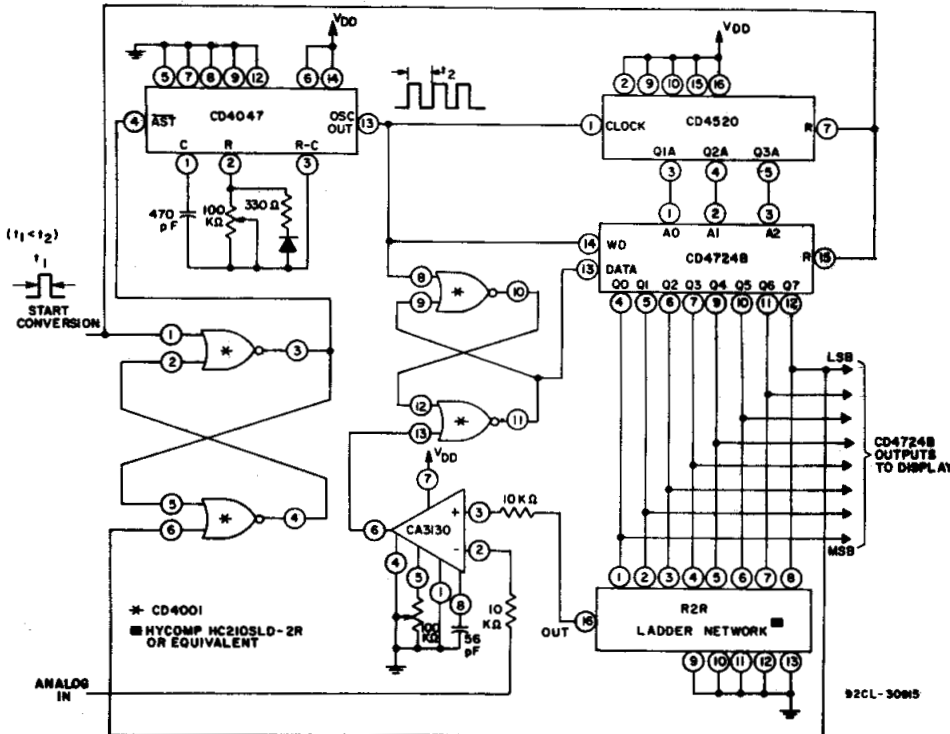 VDD
VDD
5 7 8 9 12 6 14
t2
2 9 10 15 16
4 AST CD4047 OSC OUT 13
1 CLOCK CD4520 R 7
C R R-C
Q1A Q2A Q3A
1 2 3
3 4 5
470 pF
100 KΩ
330Ω
1 2 3
A0 A1 A2
(t1<t2)
t1
START CONVERSION
14 WD CD4724B R 15
13 DATA
Q0 Q1 Q2 Q3 Q4 Q5 Q6 Q7
4 5 6 7 9 10 11 12
8
9 * 10
1
2 * 3
LSB
12
13 * 11
CD4724B OUTPUTS TO DISPLAY
VDD
7
5
6 * 4
6 CA3130 + 3 10KΩ
- 2
MSB
4 5 1 8
10 KΩ
1 2 3 4 5 6 7 8
* CD4001
■ HYCOMP HC210SLD-2R
OR EQUIVALENT
100 KΩ
56 pF
OUT 16
R2R
LADDER NETWORK ■
9 10 11 12 13
ANALOG IN
92CL-30915